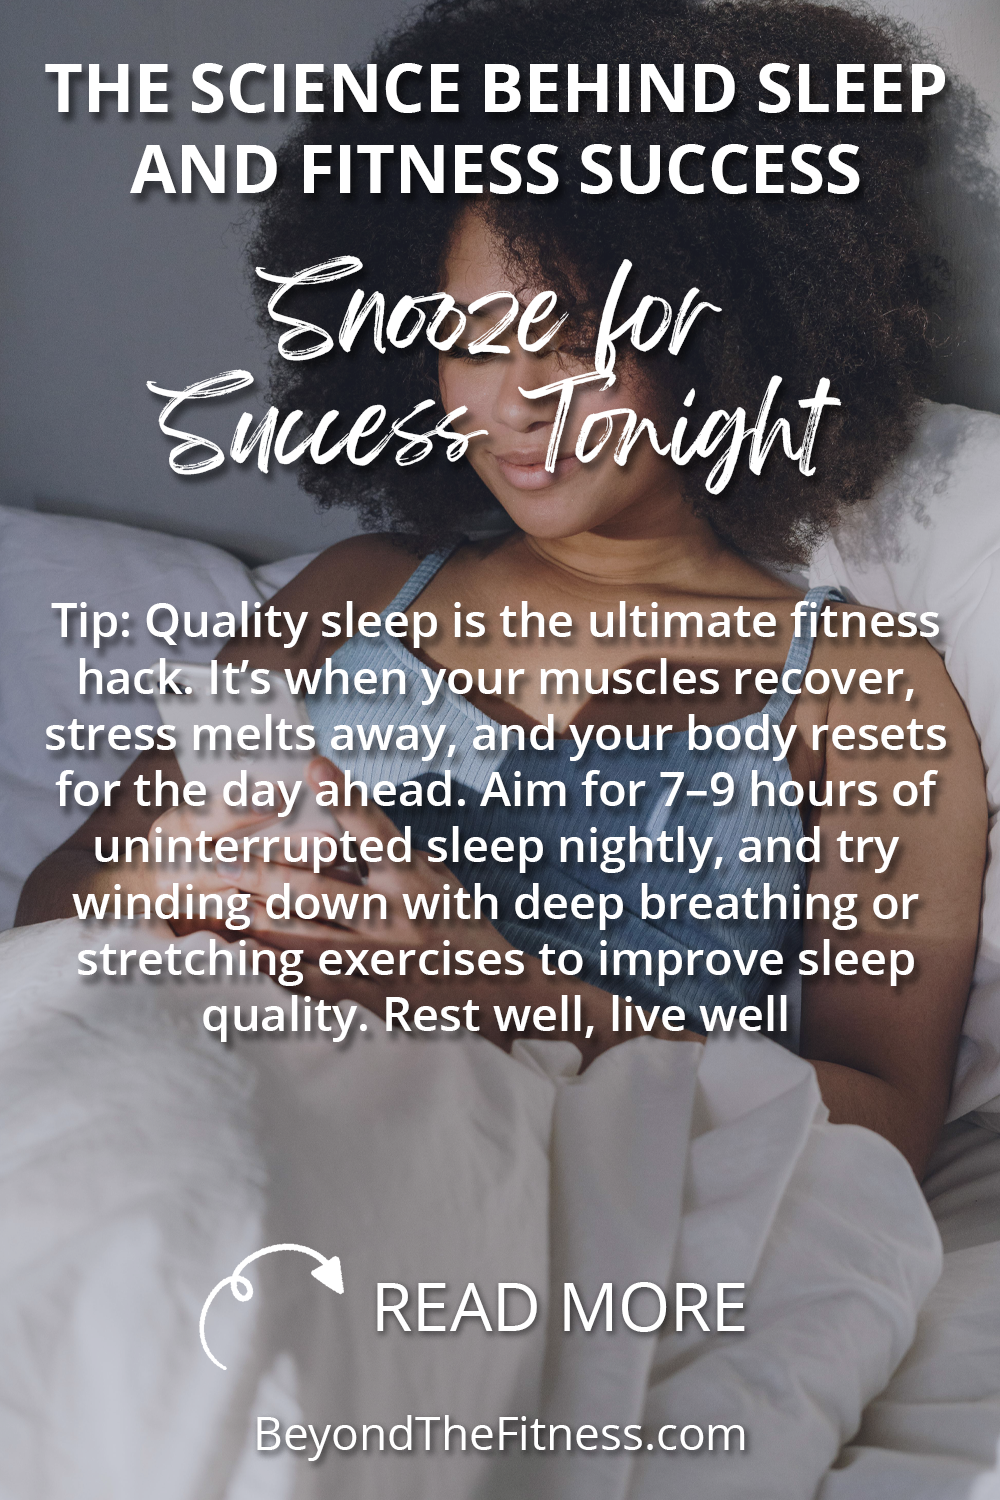 THE SCIENCE BEHIND SLEEP
AND FITNESS SUCCESS
Snooze for
Success Tonight
Tip: Quality sleep is the ultimate fitness
hack. It’s when your muscles recover,
stress melts away, and your body resets
for the day ahead. Aim for 7–9 hours of
uninterrupted sleep nightly, and try
winding down with deep breathing or
stretching exercises to improve sleep
quality. Rest well, live well
READ MORE
BeyondTheFitness.com